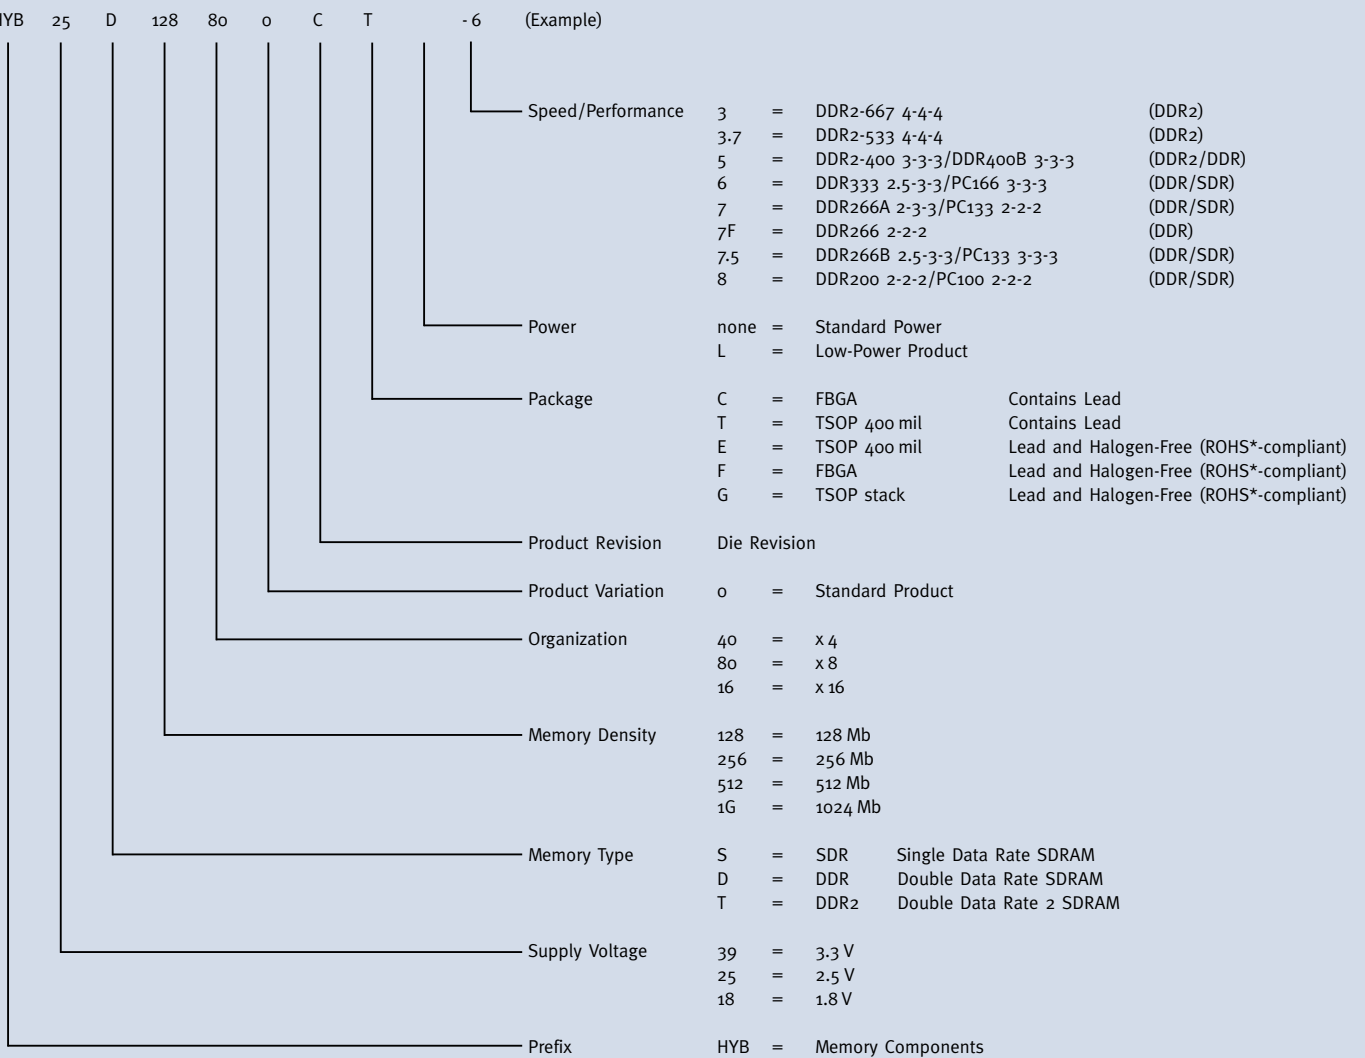 HYB 25 D 128 80 0 C T - 6 (Example)
Speed/Performance 3 = DDR2-667 4-4-4 (DDR2)
3.7 = DDR2-533 4-4-4 (DDR2)
5 = DDR2-400 3-3-3/DDR400B 3-3-3 (DDR2/DDR)
6 = DDR333 2.5-3-3/PC166 3-3-3 (DDR/SDR)
7 = DDR266A 2-3-3/PC133 2-2-2 (DDR/SDR)
7F = DDR266 2-2-2 (DDR)
7.5 = DDR266B 2.5-3-3/PC133 3-3-3 (DDR/SDR)
8 = DDR200 2-2-2/PC100 2-2-2 (DDR/SDR)
Power none = Standard Power
L = Low-Power Product
Package C = FBGA Contains Lead
T = TSOP 400 mil Contains Lead
E = TSOP 400 mil Lead and Halogen-Free (ROHS*-compliant)
F = FBGA Lead and Halogen-Free (ROHS*-compliant)
G = TSOP stack Lead and Halogen-Free (ROHS*-compliant)
Product Revision Die Revision
Product Variation 0 = Standard Product
Organization 40 = x 4
80 = x 8
16 = x 16
Memory Density 128 = 128 Mb
256 = 256 Mb
512 = 512 Mb
1G = 1024 Mb
Memory Type S = SDR Single Data Rate SDRAM
D = DDR Double Data Rate SDRAM
T = DDR2 Double Data Rate 2 SDRAM
Supply Voltage 39 = 3.3 V
25 = 2.5 V
18 = 1.8 V
Prefix HYB = Memory Components